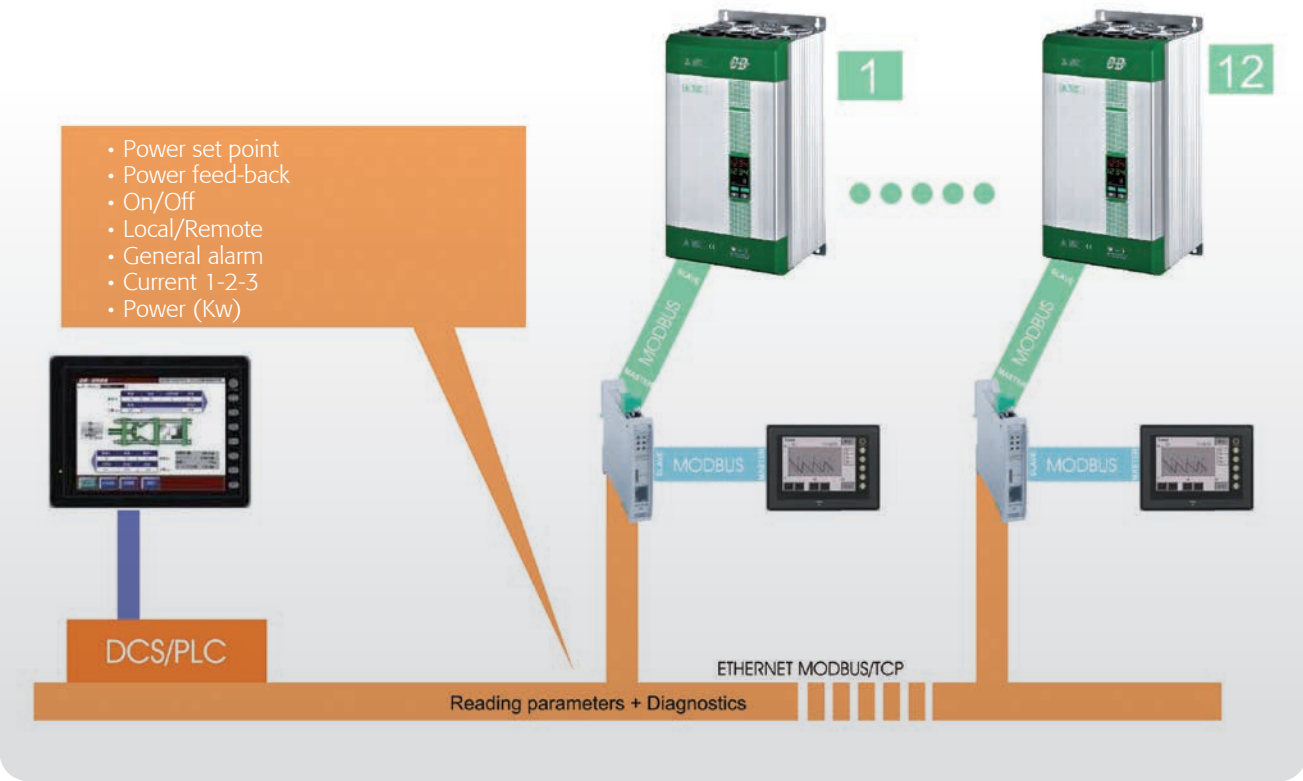 1
12
• Power set point
• Power feed-back
• On/Off
• Local/Remote
• General alarm
• Current 1-2-3
• Power (Kw)
SLAVE
MODBUS
MASTER
SLAVE
MODBUS
MASTER
SLAVE MODBUS MASTER
SLAVE MODBUS MASTER
DCS/PLC
ETHERNET MODBUS/TCP
Reading parameters + Diagnostics